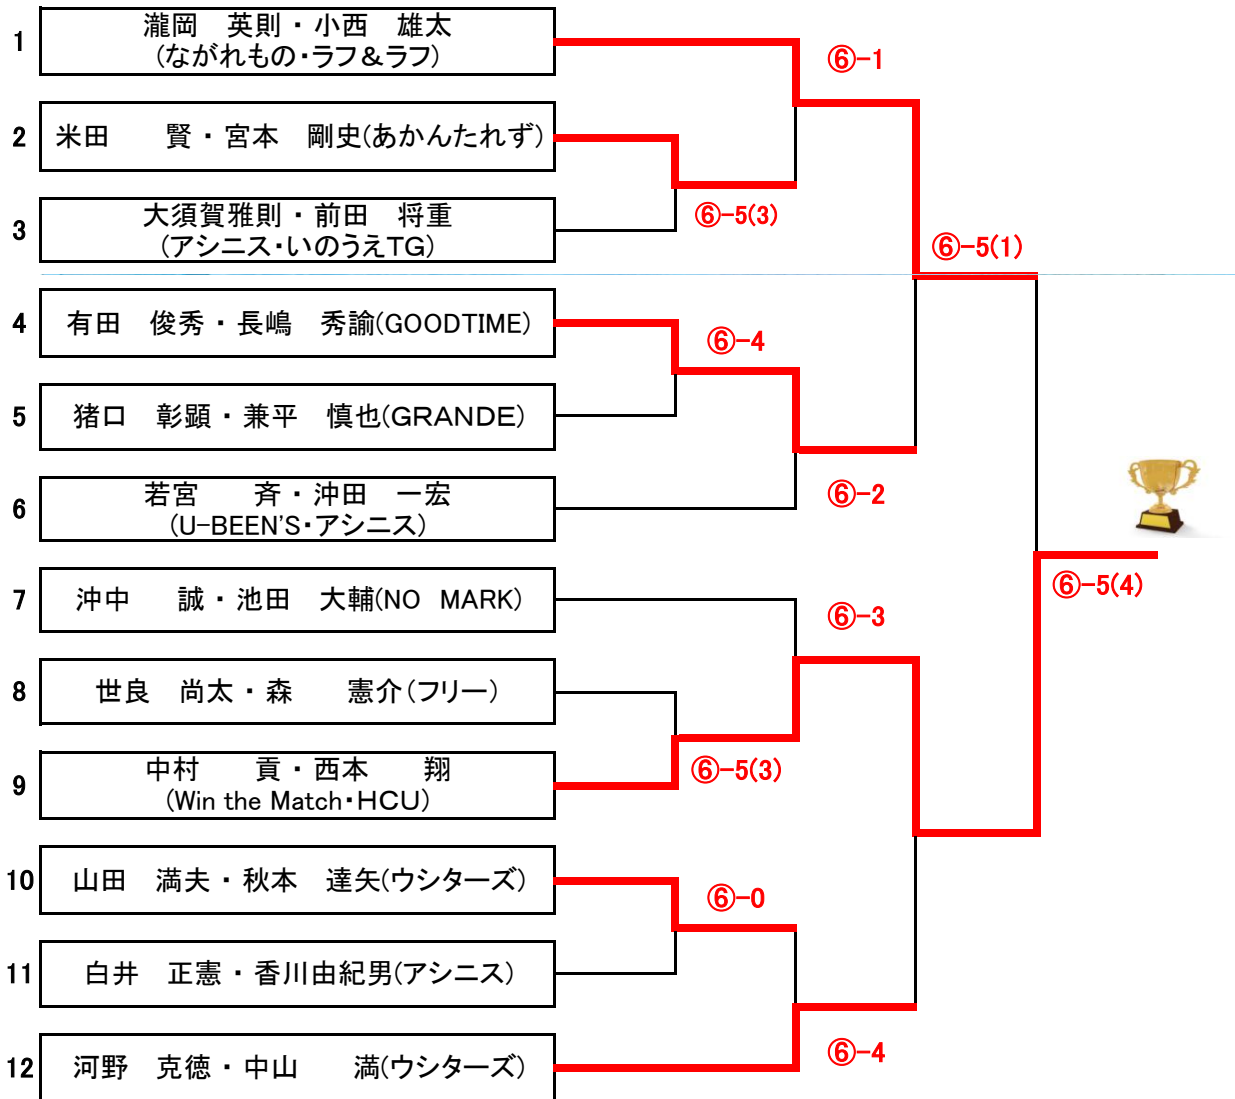 1
瀧岡　英則・小西　雄太
(ながれもの・ラフ&ラフ)
⑥-1
2
米田　　賢・宮本　剛史(あかんたれず)
⑥-5(3)
3
大須賀雅則・前田　将重
(アシニス・いのうえTG)
⑥-5(1)
4
有田　俊秀・長嶋　秀諭(GOODTIME)
⑥-4
5
猪口　彰顕・兼平　慎也(GRANDE)
6
若宮　　斉・沖田　一宏
(U-BEEN'S・アシニス)
⑥-2
7
沖中　　誠・池田　大輔(NO　MARK)
⑥-3
⑥-5(4)
8
世良　尚太・森　　憲介(フリー)
9
中村　　貢・西本　　翔
(Win the Match・HCU)
⑥-5(3)
10
山田　満夫・秋本　達矢(ウシターズ)
⑥-0
11
白井　正憲・香川由紀男(アシニス)
12
河野　克徳・中山　　満(ウシターズ)
⑥-4